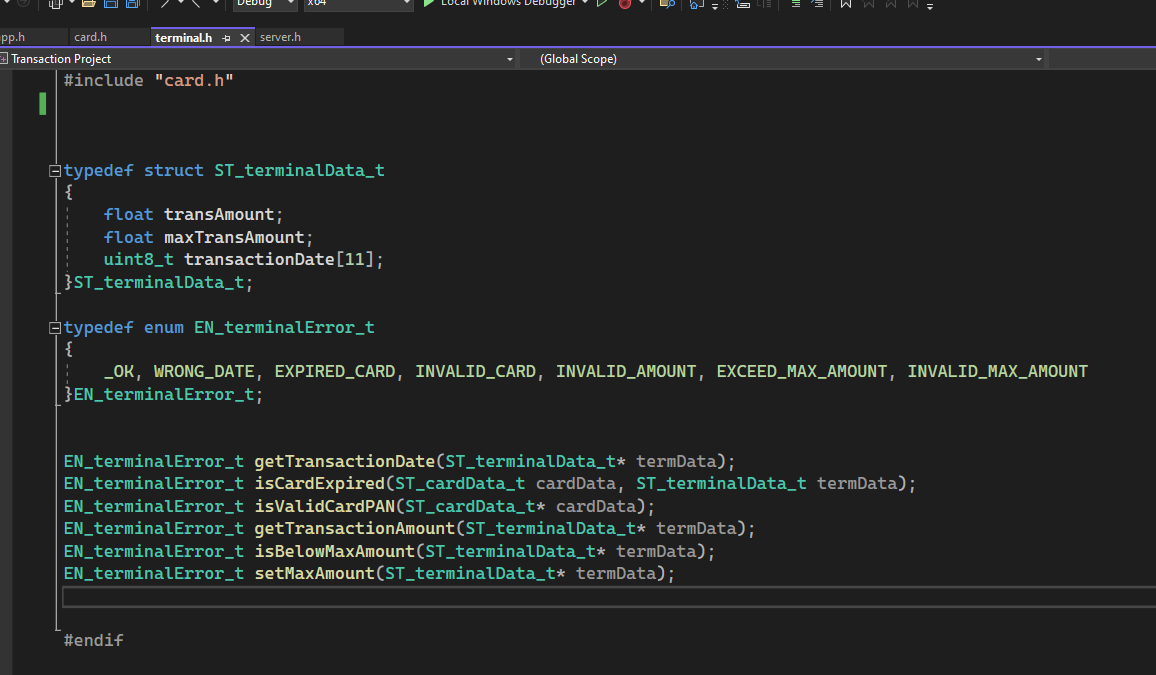 Debug x64 Local Windows Debugger
pp.h card.h terminal.h server.h
Transaction Project (Global Scope)
#include "card.h"
typedef struct ST_terminalData_t
{
float transAmount;
float maxTransAmount;
uint8_t transactionDate[11];
}ST_terminalData_t;
typedef enum EN_terminalError_t
{
_OK, WRONG_DATE, EXPIRED_CARD, INVALID_CARD, INVALID_AMOUNT, EXCEED_MAX_AMOUNT, INVALID_MAX_AMOUNT
}EN_terminalError_t;
EN_terminalError_t getTransactionDate(ST_terminalData_t* termData);
EN_terminalError_t isCardExpired(ST_cardData_t cardData, ST_terminalData_t termData);
EN_terminalError_t isValidCardPAN(ST_cardData_t* cardData);
EN_terminalError_t getTransactionAmount(ST_terminalData_t* termData);
EN_terminalError_t isBelowMaxAmount(ST_terminalData_t* termData);
EN_terminalError_t setMaxAmount(ST_terminalData_t* termData);
#endif